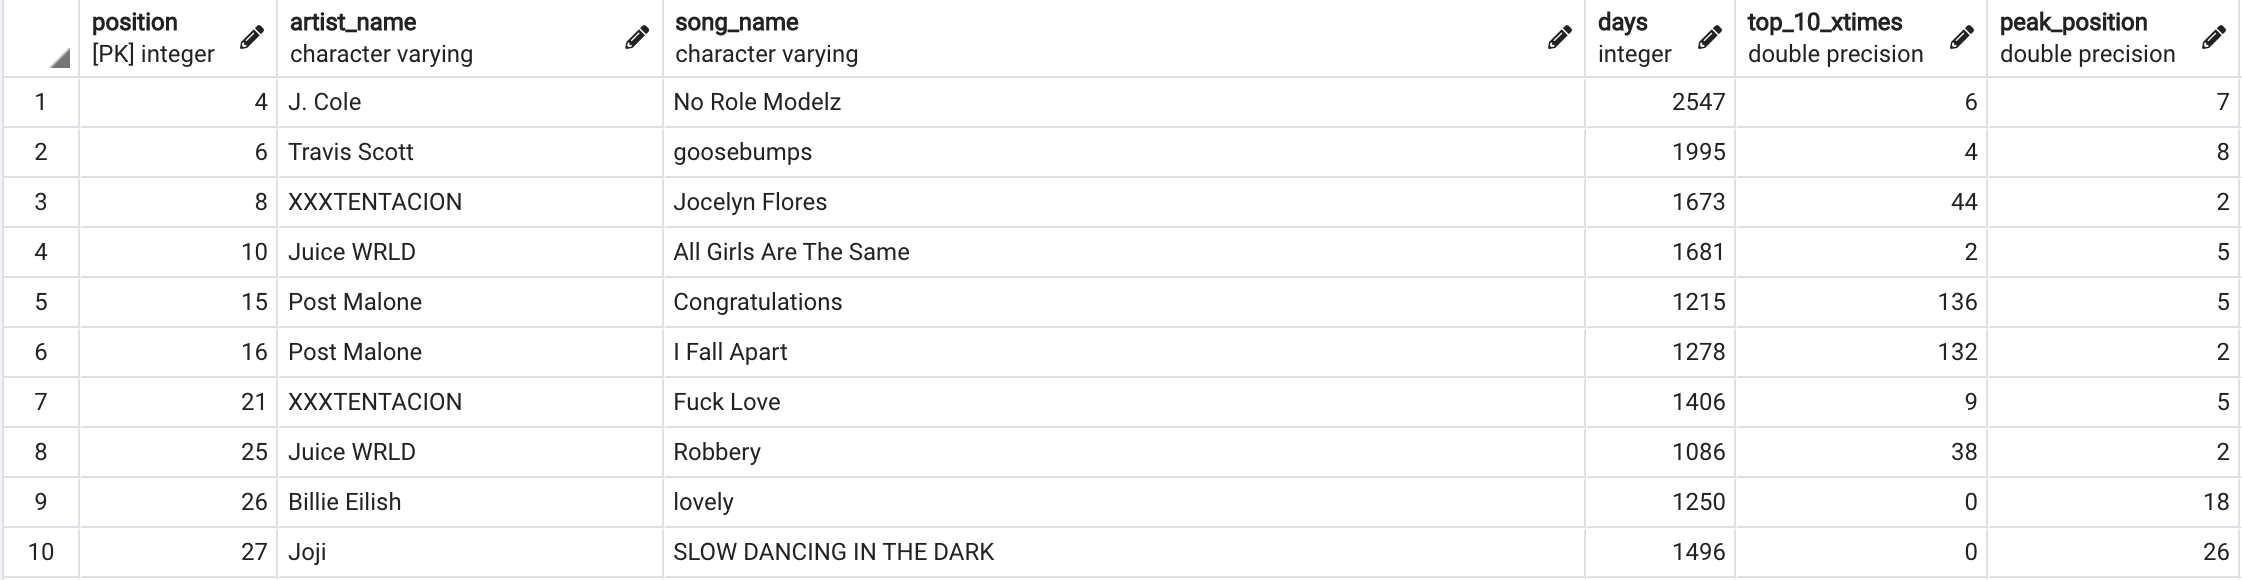 position artist_name song_name days top_10_xtimes peak_position
[PK] integer character varying character varying integer double precision double precision
1 4 J. Cole No Role Modelz 2547 6 7
2 6 Travis Scott goosebumps 1995 4 8
3 8 XXXTENTACION Jocelyn Flores 1673 44 2
4 10 Juice WRLD All Girls Are The Same 1681 2 5
5 15 Post Malone Congratulations 1215 136 5
6 16 Post Malone I Fall Apart 1278 132 2
7 21 XXXTENTACION Fuck Love 1406 9 5
8 25 Juice WRLD Robbery 1086 38 2
9 26 Billie Eilish lovely 1250 0 18
10 27 Joji SLOW DANCING IN THE DARK 1496 0 26